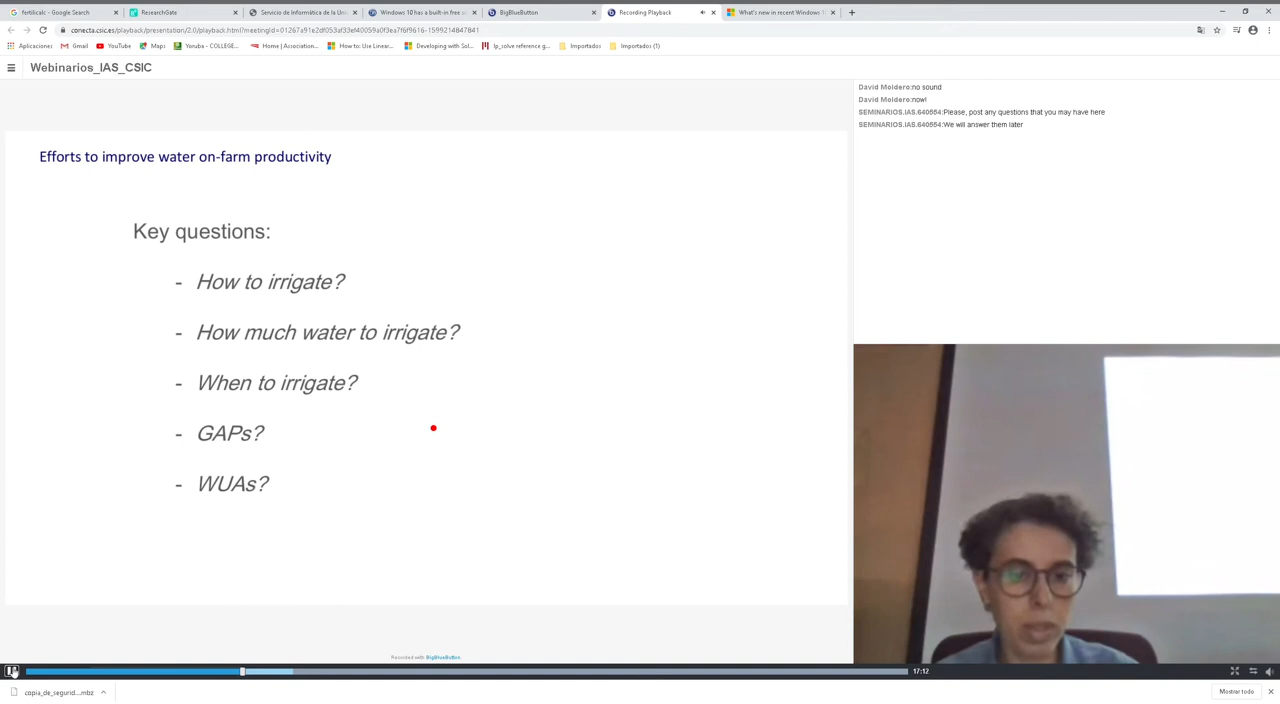 fertilicalc - Google Search
ResearchGate
Servicio de Informática de la Uni
Windows 10 has a built-in free s
BigBlueButton
Recording Playback
What's new in recent Windows 1
conecta.csic.es/playback/presentation/2.0/playback.html?meetingId=01267a91e2df053af33ef40059a0f3ea7f6f9616-1599214847841
Aplicaciones
Gmail
YouTube
Maps
Yoruba - COLLEGE...
Home | Association...
How to: Use Linear...
Developing with Sol...
lp_solve reference g...
Importados
Importados (1)
Webinarios_IAS_CSIC
David Moldero:no sound
David Moldero:now!
SEMINARIOS.IAS.640554:Please, post any questions that you may have here
SEMINARIOS.IAS.640554:We will answer them later
Efforts to improve water on-farm productivity
Key questions:
- How to irrigate?
- How much water to irrigate?
- When to irrigate?
- GAPs?
- WUAs?
Recorded with BigBlueButton.
17:12
copia_de_segurid....mbz
Mostrar todo